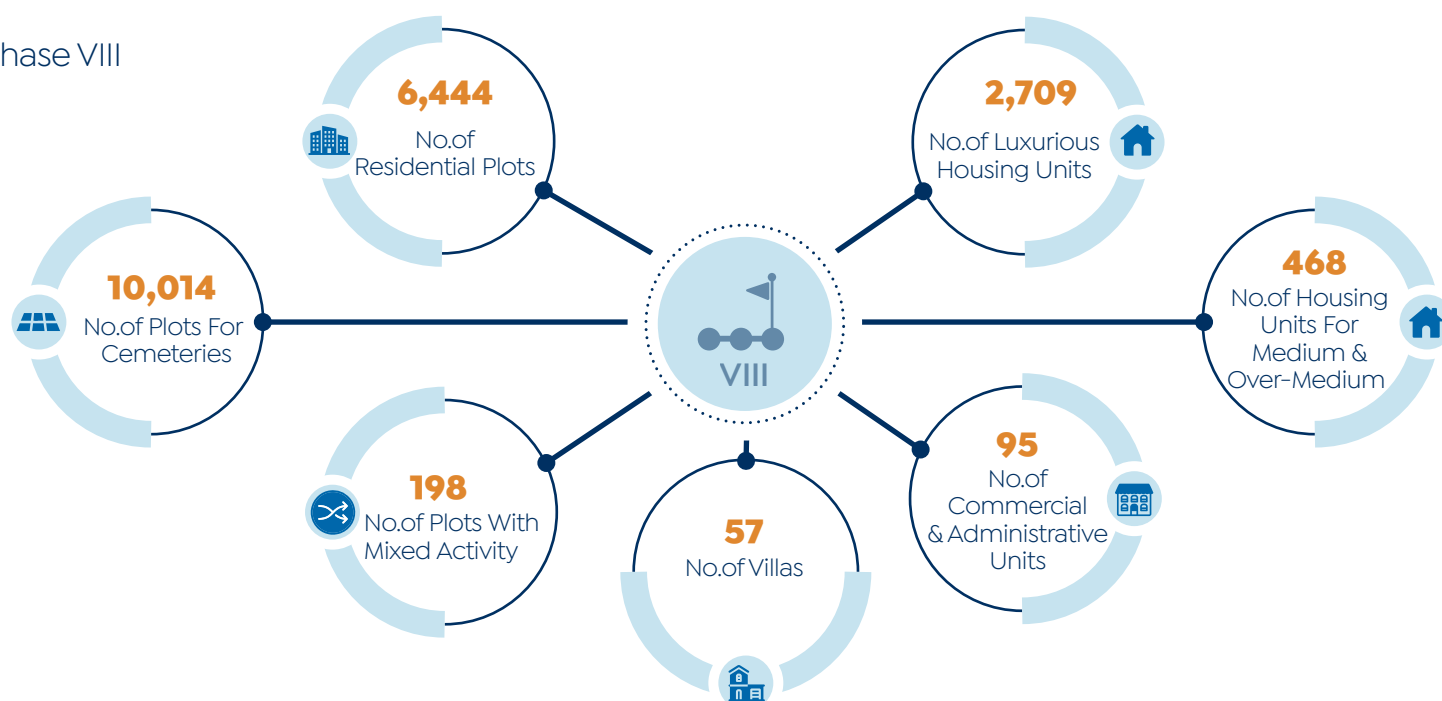 hase VIII
6,444
No.of
Residential Plots
2,709
No.of Luxurious
Housing Units
10,014
No.of Plots For
Cemeteries
468
No.of Housing
Units For
Medium &
Over-Medium
VIII
198
No.of Plots With
Mixed Activity
57
No.of Villas
95
No.of
Commercial
& Administrative
Units